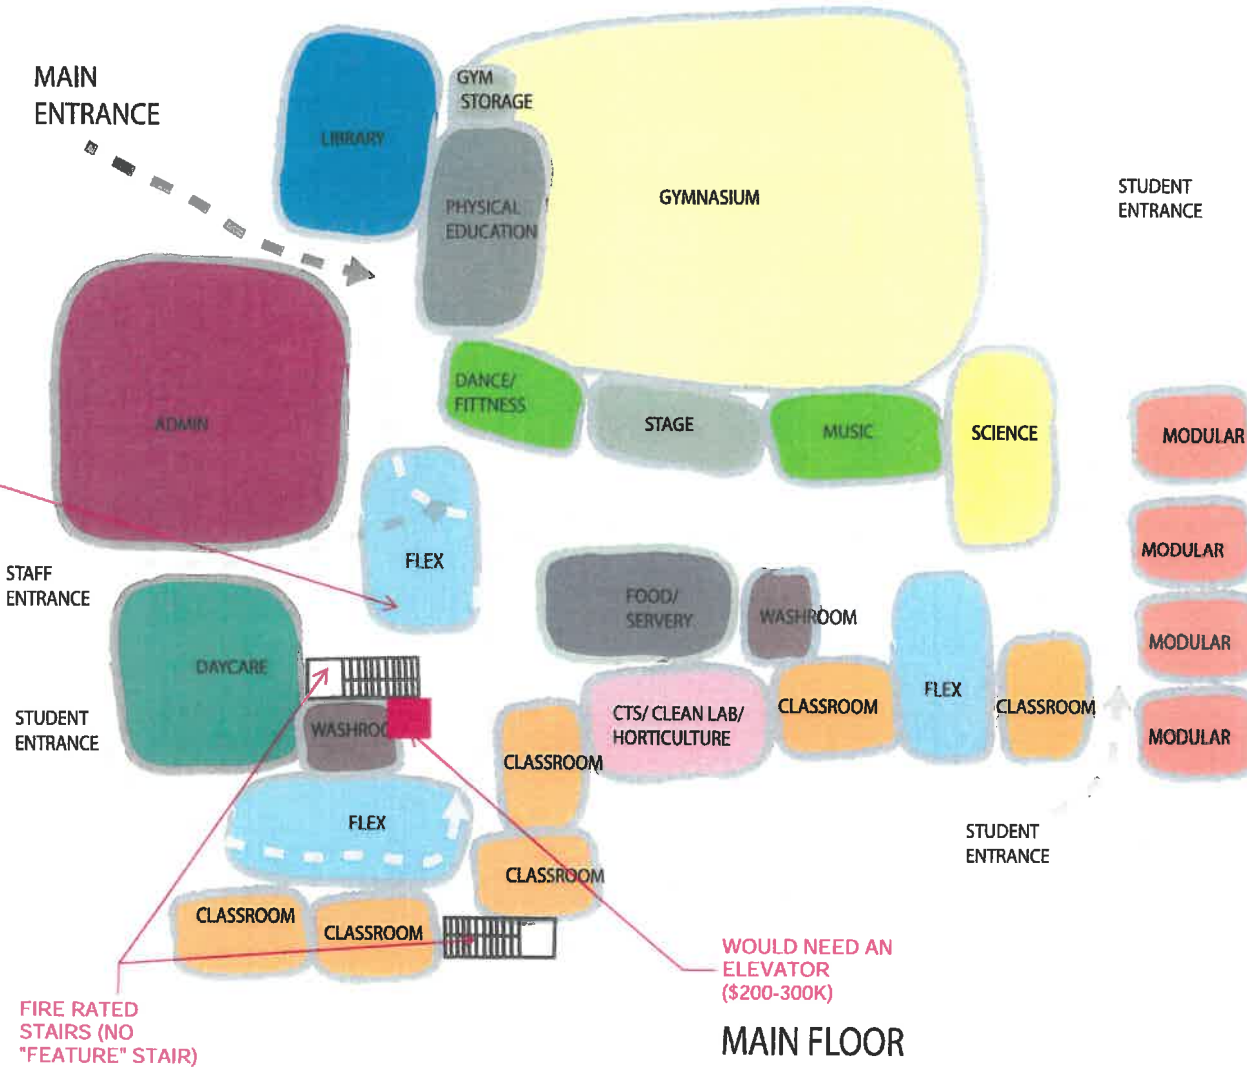 MAIN
ENTRANCE
GYM
STORAGE
LIBRARY
PHYSICAL
EDUCATION
GYMNASIUM
STUDENT
ENTRANCE
DANCE/
FITTNESS
STAGE
MUSIC
SCIENCE
MODULAR
ADMIN
MODULAR
FLEX
STAFF
ENTRANCE
FOOD/
SERVERY
WASHROOM
MODULAR
DAYCARE
FLEX
CLASSROOM
CLASSROOM
CTS/ CLEAN LAB/
HORTICULTURE
STUDENT
ENTRANCE
WASHROO
MODULAR
CLASSROOM
FLEX
STUDENT
ENTRANCE
CLASSROOM
CLASSROOM
CLASSROOM
WOULD NEED AN
ELEVATOR
($200-300K)
FIRE RATED
STAIRS (NO
"FEATURE" STAIR)
MAIN FLOOR